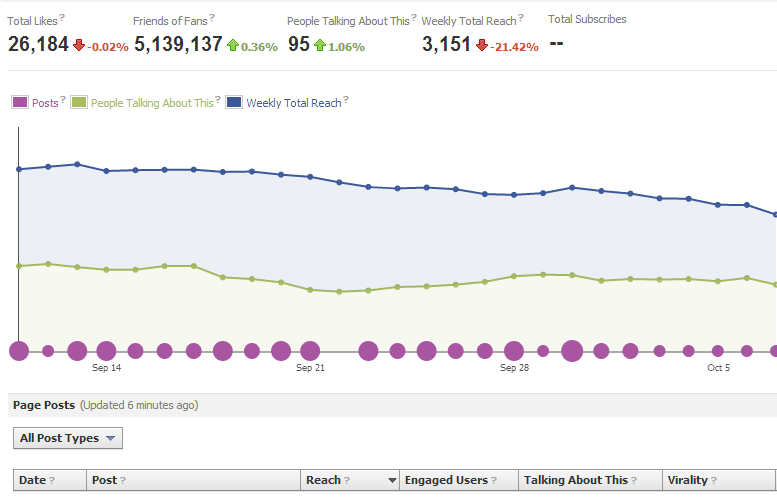 Total Likes? Friends of Fans? People Talking About This? Weekly Total Reach? Total Subscribes
26,184 -0.02% 5,139,137 0.36% 95 1.06% 3,151 -21.42% --
Posts? People Talking About This? Weekly Total Reach?
Sep 14 Sep 21 Sep 28 Oct 5
Page Posts (Updated 6 minutes ago)
All Post Types
Date ? Post ? Reach ? Engaged Users ? Talking About This ? Virality ?